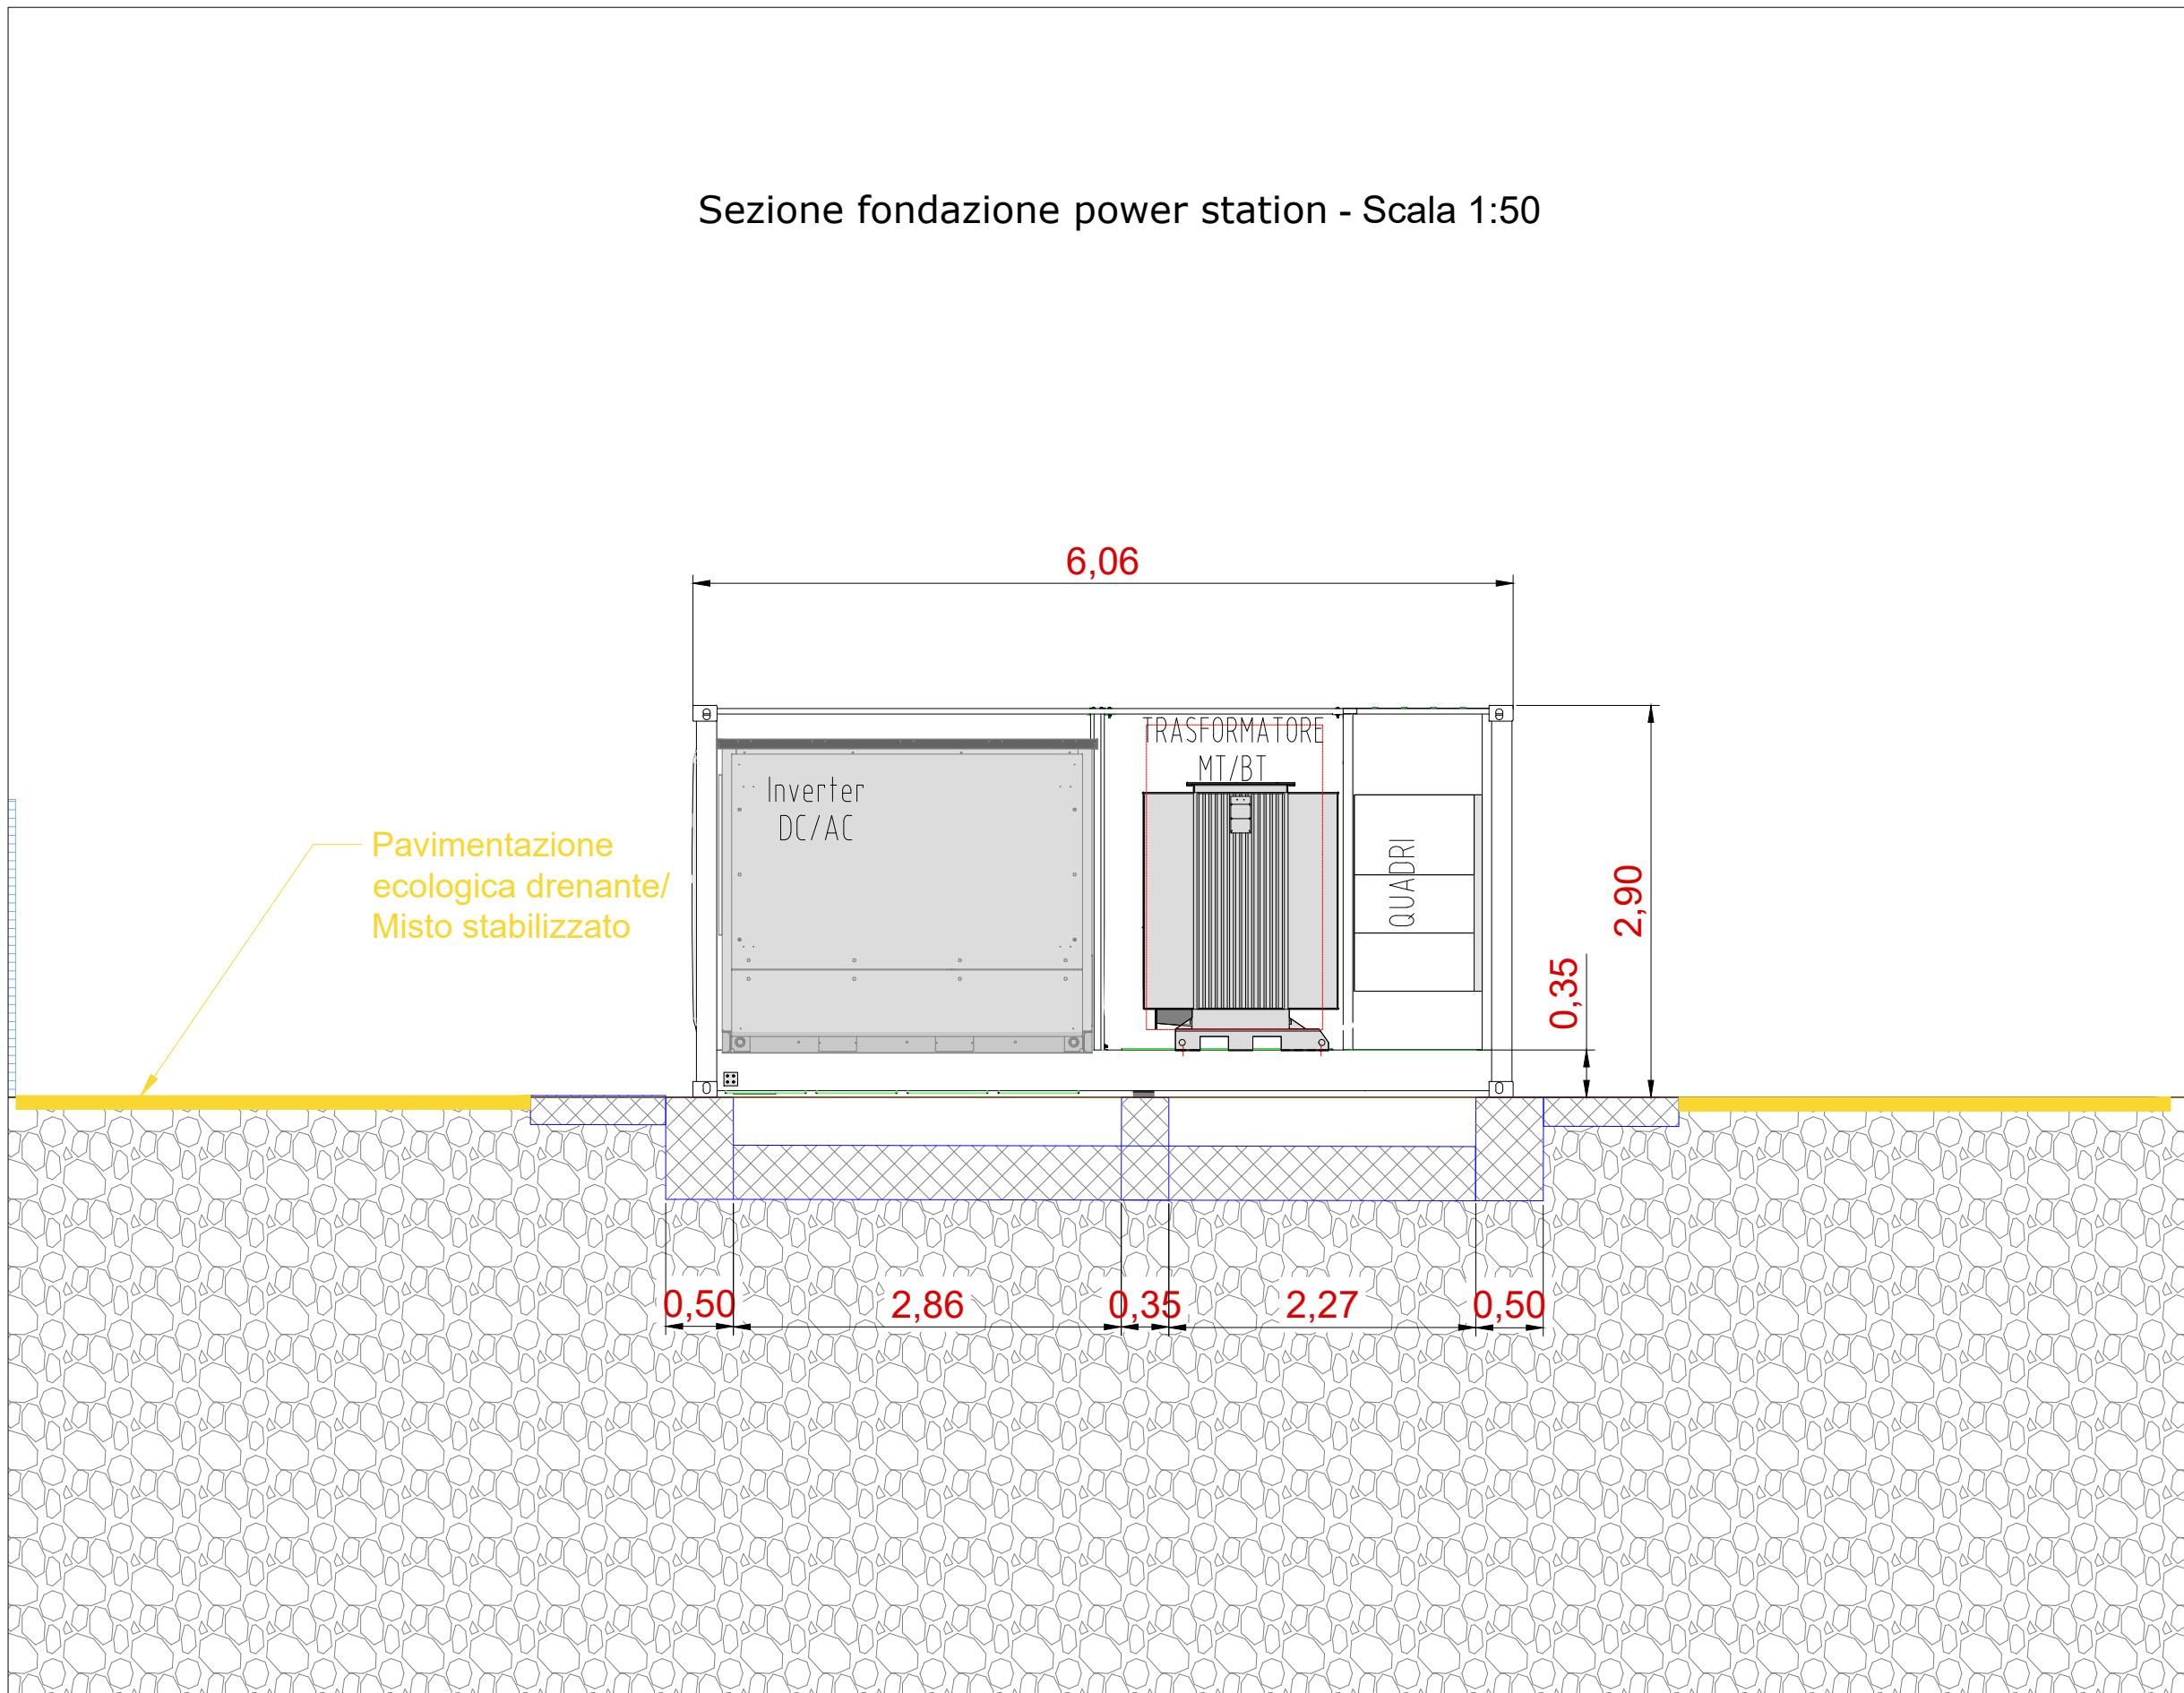 Sezione fondazione power station - Scala 1:50
6,06
TRASFORMATORE
MT/BT
Inverter
DC/AC
QUADRI
Pavimentazione
ecologica drenante/
Misto stabilizzato
2,90
0,35
0,50
2,86
0,35
2,27
0,50